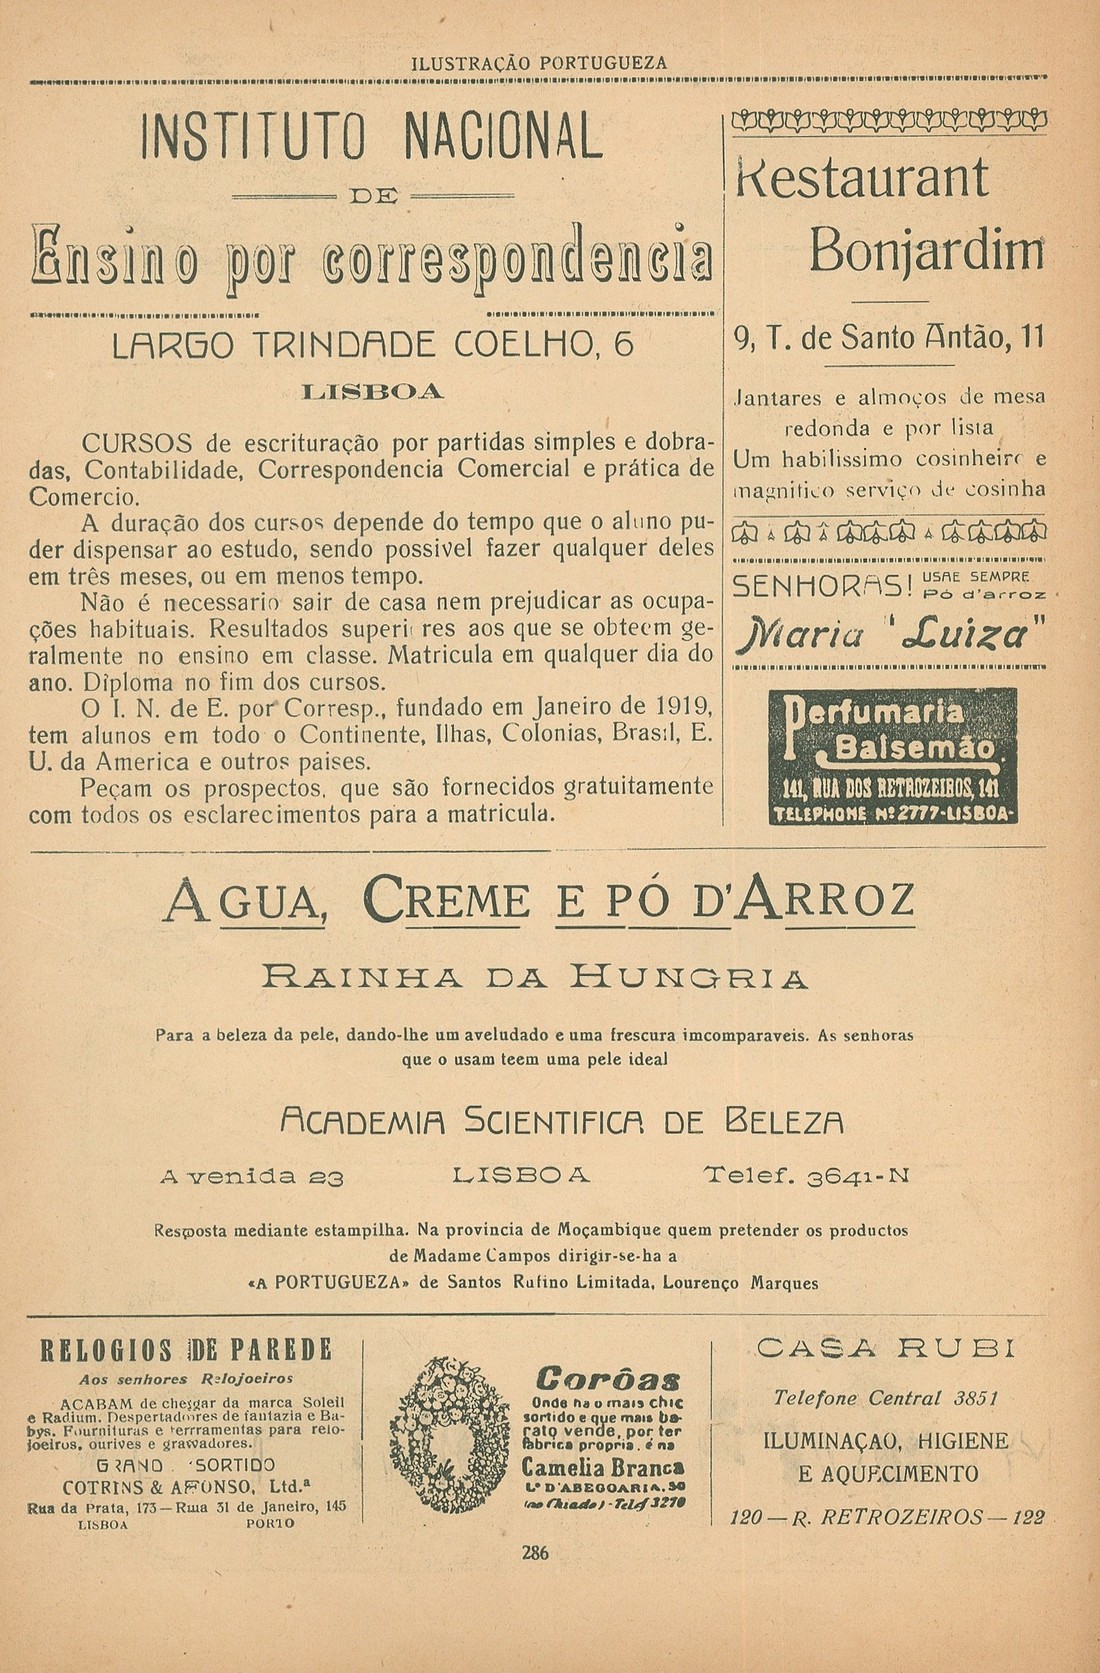 ILUSTRAÇÃO PORTUGUEZA
INSTITUTO NACIONAL
DE
Ensino por correspondencia
LARGO TRINDADE COELHO, 6
LISBOA
CURSOS de escrituração por partidas simples e dobra-
das, Contabilidade, Correspondencia Comercial e prática de
Comercio.
A duração dos cursos depende do tempo que o aluno pu-
der dispensar ao estudo, sendo possivel fazer qualquer deles
em três meses, ou em menos tempo.
Não é necessario sair de casa nem prejudicar as ocupa-
ções habituais. Resultados superiores aos que se obteem ge-
ralmente no ensino em classe. Matricula em qualquer dia do
ano. Diploma no fim dos cursos.
O I. N. de E. por Corresp., fundado em Janeiro de 1919,
tem alunos em todo o Continente, Ilhas, Colonias, Brasil, E.
U. da America e outros paises.
Peçam os prospectos, que são fornecidos gratuitamente
com todos os esclarecimentos para a matricula.
Restaurant
Bonjardim
9, T. de Santo Antão, 11
Jantares e almoços de mesa
redonda e por lista
Um habilissimo cosinheiro e
magnifico serviço de cosinha
SENHORAS! USAE SEMPRE
Pó d'arroz
Maria "Luiza"
Perfumaria
Balsemão
141, RUA DOS RETROZEIROS, 141
TELEPHONE Nº 2777-LISBOA-
AGUA, CREME E PÓ D'ARROZ
RAINHA DA HUNGRIA
Para a beleza da pele, dando-lhe um aveludado e uma frescura imcomparaveis. As senhoras
que o usam teem uma pele ideal
ACADEMIA SCIENTIFICA DE BELEZA
Avenida 23 LISBOA Telef. 3641-N
Resposta mediante estampilha. Na provincia de Moçambique quem pretender os productos
de Madame Campos dirigir-se-ha a
«A PORTUGUEZA» de Santos Rufino Limitada, Lourenço Marques
RELOGIOS DE PAREDE
Aos senhores Relojoeiros
ACABAM de chegar da marca Soleil
e Radium. Despertadores de fantazia e Ba-
bys. Fournituras e ferrramentas para relo-
joeiros, ourives e gravadores.
GRAND SORTIDO
COTRINS & AFFONSO, Ltd.ª
Rua da Prata, 173 — Rua 31 de Janeiro, 145
LISBOA PORTO
Corôas
Onde ha o mais chic
sortido e que mais ba-
rato vende, por ter
fabrica propria, é na
Camelia Branca
L.º D'ABEGOARIA, 50
(ao Chiado) - Telef 3270
CASA RUBI
Telefone Central 3851
ILUMINAÇAO, HIGIENE
E AQUECIMENTO
120 — R. RETROZEIROS — 122
286